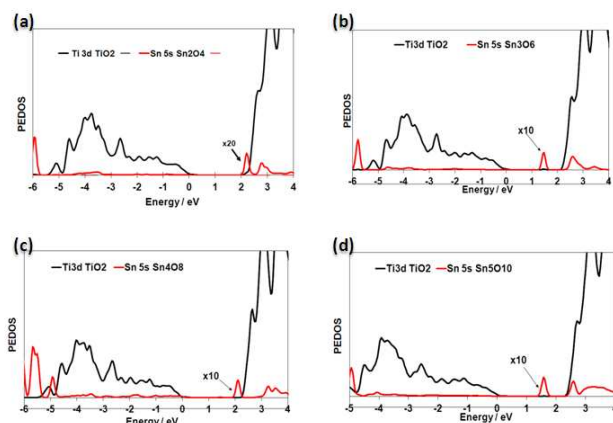 (a)
Ti 3d TiO2 Sn 5s Sn2O4
PEDOS
x20
-6 -5 -4 -3 -2 -1 0 1 2 3 4
Energy / eV
(b)
Ti3d TiO2 Sn 5s Sn3O6
PEDOS
x10
-6 -5 -4 -3 -2 -1 0 1 2 3 4
Energy / eV
(c)
Ti3d TiO2 Sn 5s Sn4O8
PEDOS
x10
-6 -5 -4 -3 -2 -1 0 1 2 3 4
Energy / eV
(d)
Ti3d TiO2 Sn 5s Sn5O10
PEDOS
x10
-5 -4 -3 -2 -1 0 1 2 3 4
Energy / eV